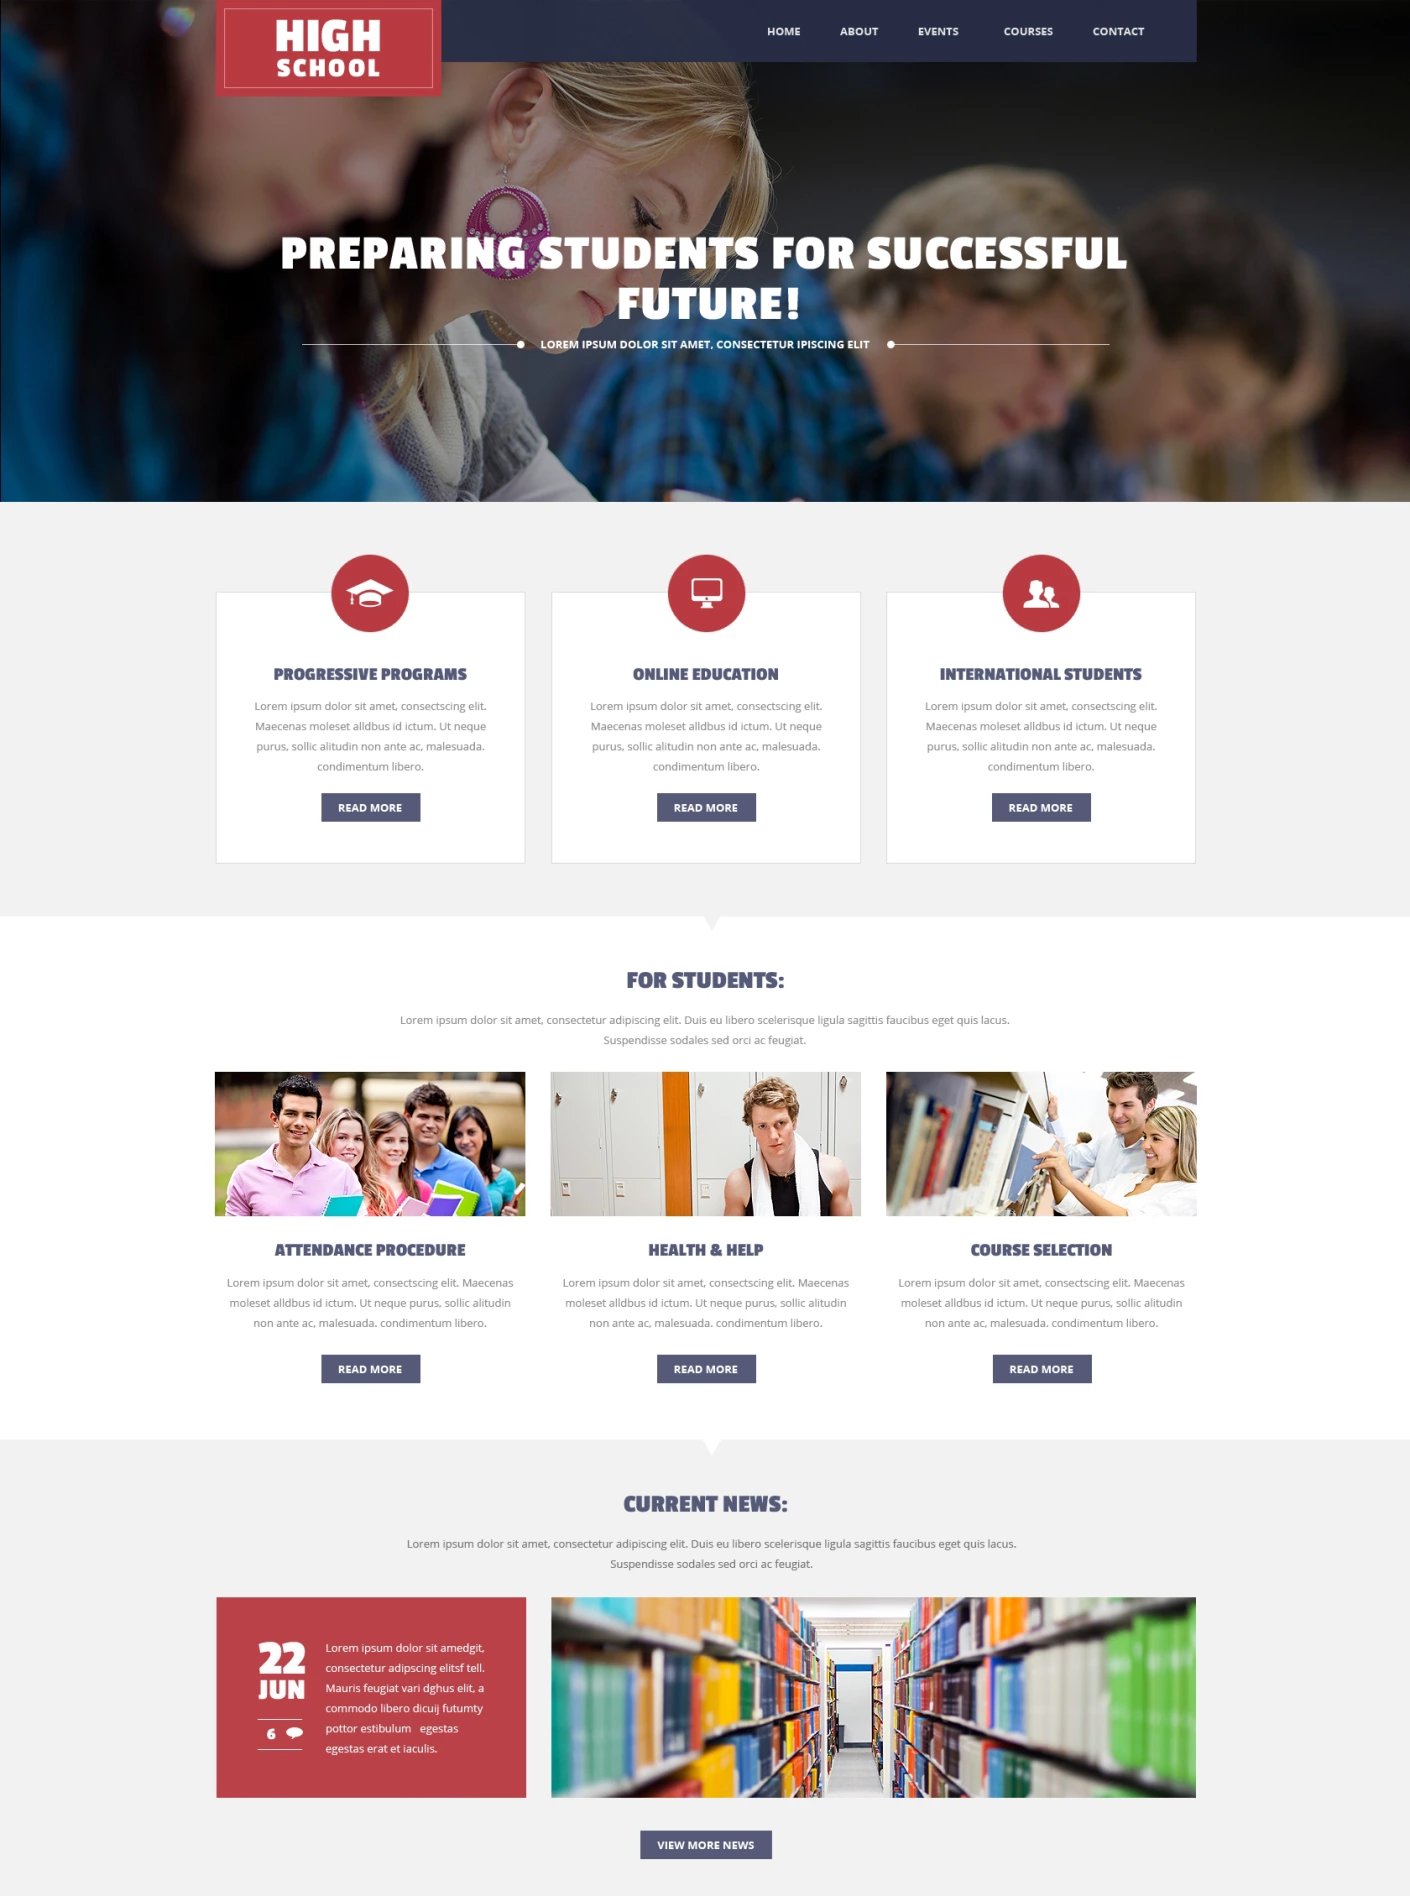 HIGH
SCHOOL
HOME ABOUT EVENTS COURSES CONTACT
PREPARING STUDENTS FOR SUCCESSFUL
FUTURE!
LOREM IPSUM DOLOR SIT AMET, CONSECTETUR IPISCING ELIT
PROGRESSIVE PROGRAMS
Lorem ipsum dolor sit amet, consectscing elit.
Maecenas moleset alldbus id ictum. Ut neque
purus, sollic alitudin non ante ac, malesuada.
condimentum libero.
READ MORE
ONLINE EDUCATION
Lorem ipsum dolor sit amet, consectscing elit.
Maecenas moleset alldbus id ictum. Ut neque
purus, sollic alitudin non ante ac, malesuada.
condimentum libero.
READ MORE
INTERNATIONAL STUDENTS
Lorem ipsum dolor sit amet, consectscing elit.
Maecenas moleset alldbus id ictum. Ut neque
purus, sollic alitudin non ante ac, malesuada.
condimentum libero.
READ MORE
FOR STUDENTS:
Lorem ipsum dolor sit amet, consectetur adipiscing elit. Duis eu libero scelerisque ligula sagittis faucibus eget quis lacus.
Suspendisse sodales sed orci ac feugiat.
ATTENDANCE PROCEDURE
Lorem ipsum dolor sit amet, consectscing elit. Maecenas
moleset alldbus id ictum. Ut neque purus, sollic alitudin
non ante ac, malesuada. condimentum libero.
READ MORE
HEALTH & HELP
Lorem ipsum dolor sit amet, consectscing elit. Maecenas
moleset alldbus id ictum. Ut neque purus, sollic alitudin
non ante ac, malesuada. condimentum libero.
READ MORE
COURSE SELECTION
Lorem ipsum dolor sit amet, consectscing elit. Maecenas
moleset alldbus id ictum. Ut neque purus, sollic alitudin
non ante ac, malesuada. condimentum libero.
READ MORE
CURRENT NEWS:
Lorem ipsum dolor sit amet, consectetur adipiscing elit. Duis eu libero scelerisque ligula sagittis faucibus eget quis lacus.
Suspendisse sodales sed orci ac feugiat.
22
JUN
6
Lorem ipsum dolor sit amedgit,
consectetur adipscing elitsf tell.
Mauris feugiat vari dghus elit, a
commodo libero dicuij futumty
pottor estibulum egestas
egestas erat et iaculis.
VIEW MORE NEWS